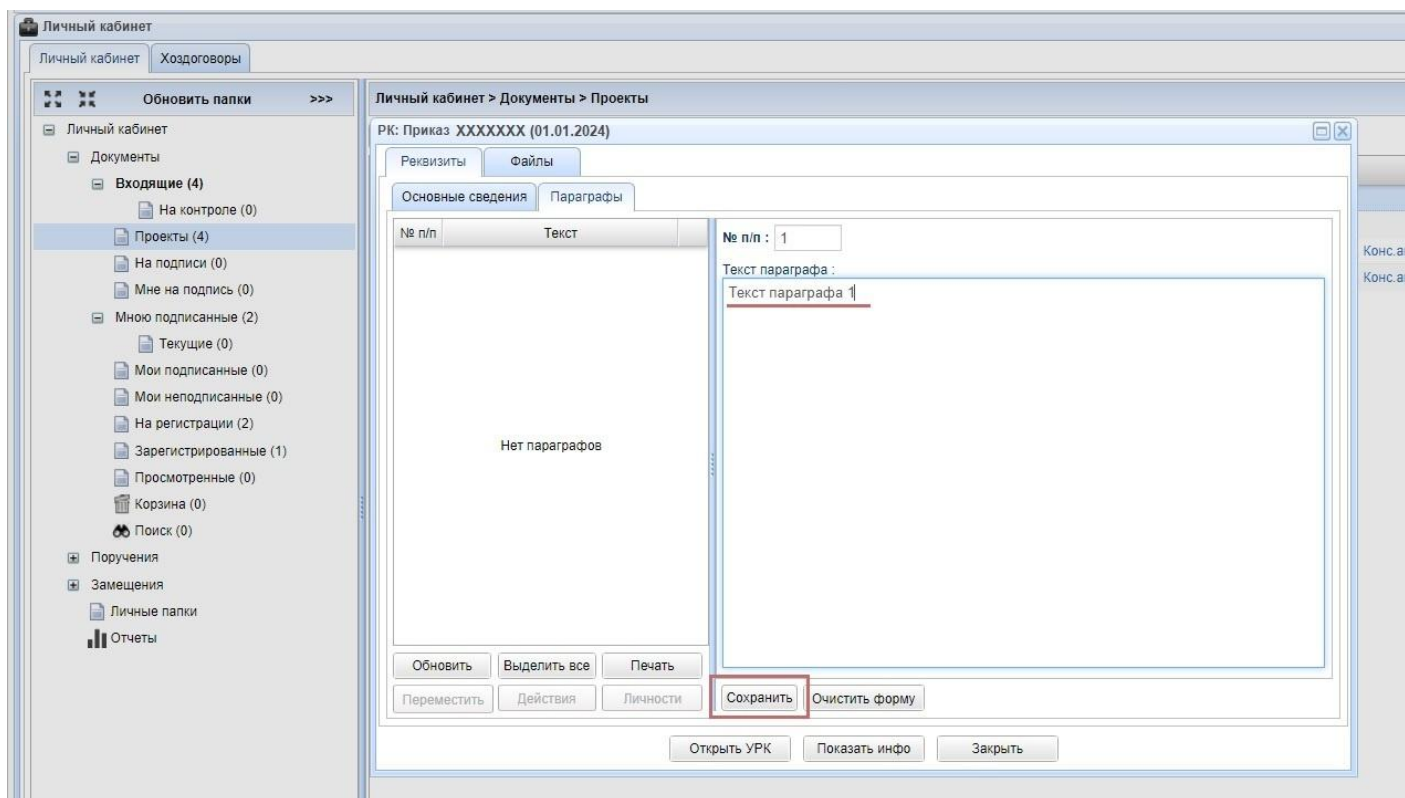 Личный кабинет
Личный кабинет Хоздоговоры
Обновить папки >>>
Личный кабинет
Документы
Входящие (4)
На контроле (0)
Проекты (4)
На подписи (0)
Мне на подпись (0)
Мною подписанные (2)
Текущие (0)
Мои подписанные (0)
Мои неподписанные (0)
На регистрации (2)
Зарегистрированные (1)
Просмотренные (0)
Корзина (0)
Поиск (0)
Поручения
Замещения
Личные папки
Отчеты
Личный кабинет > Документы > Проекты
РК: Приказ XXXXXXX (01.01.2024)
Реквизиты Файлы
Основные сведения Параграфы
№ п/п Текст
Нет параграфов
Обновить Выделить все Печать
Переместить Действия Личности
№ п/п : 1
Текст параграфа :
Текст параграфа 1
Сохранить Очистить форму
Открыть УРК Показать инфо Закрыть